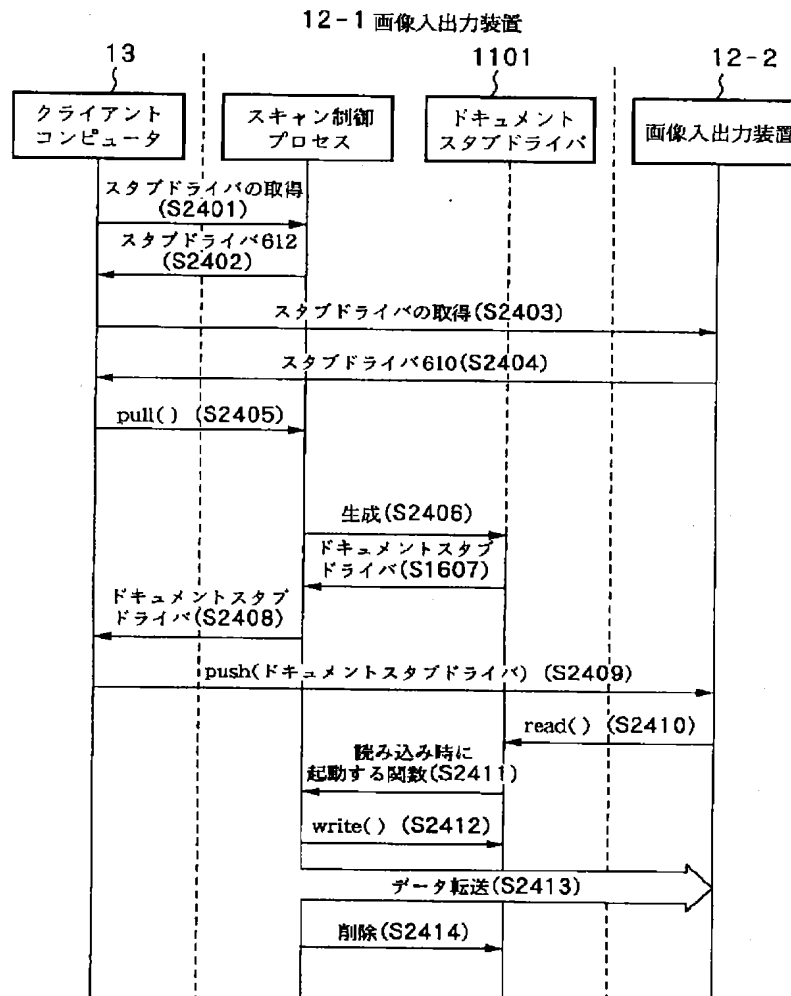 12-1 画像入出力装置
13
1101
12-2
クライアント
コンピュータ
スキャン制御
プロセス
ドキュメント
スタブドライバ
画像入出力装置
スタブドライバの取得
(S2401)
スタブドライバ612
(S2402)
スタブドライバの取得(S2403)
スタブドライバ610(S2404)
pull() (S2405)
生成(S2406)
ドキュメントスタブ
ドライバ(S1607)
ドキュメントスタブ
ドライバ(S2408)
push(ドキュメントスタブドライバ) (S2409)
read() (S2410)
読み込み時に
起動する関数(S2411)
write() (S2412)
データ転送(S2413)
削除(S2414)